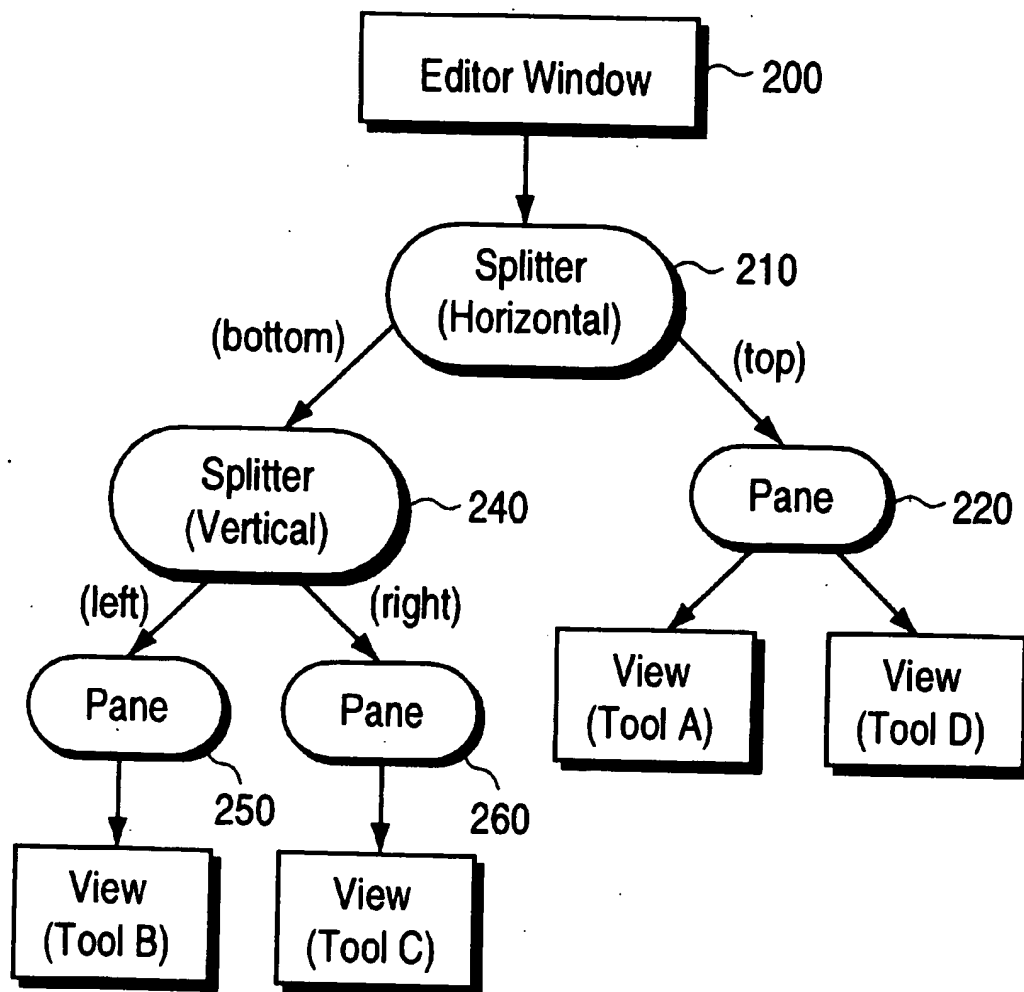 Editor Window
200
Splitter
(Horizontal)
210
(bottom)
(top)
Splitter
(Vertical)
240
Pane
220
(left)
(right)
Pane
250
Pane
260
View
(Tool A)
View
(Tool D)
View
(Tool B)
View
(Tool C)